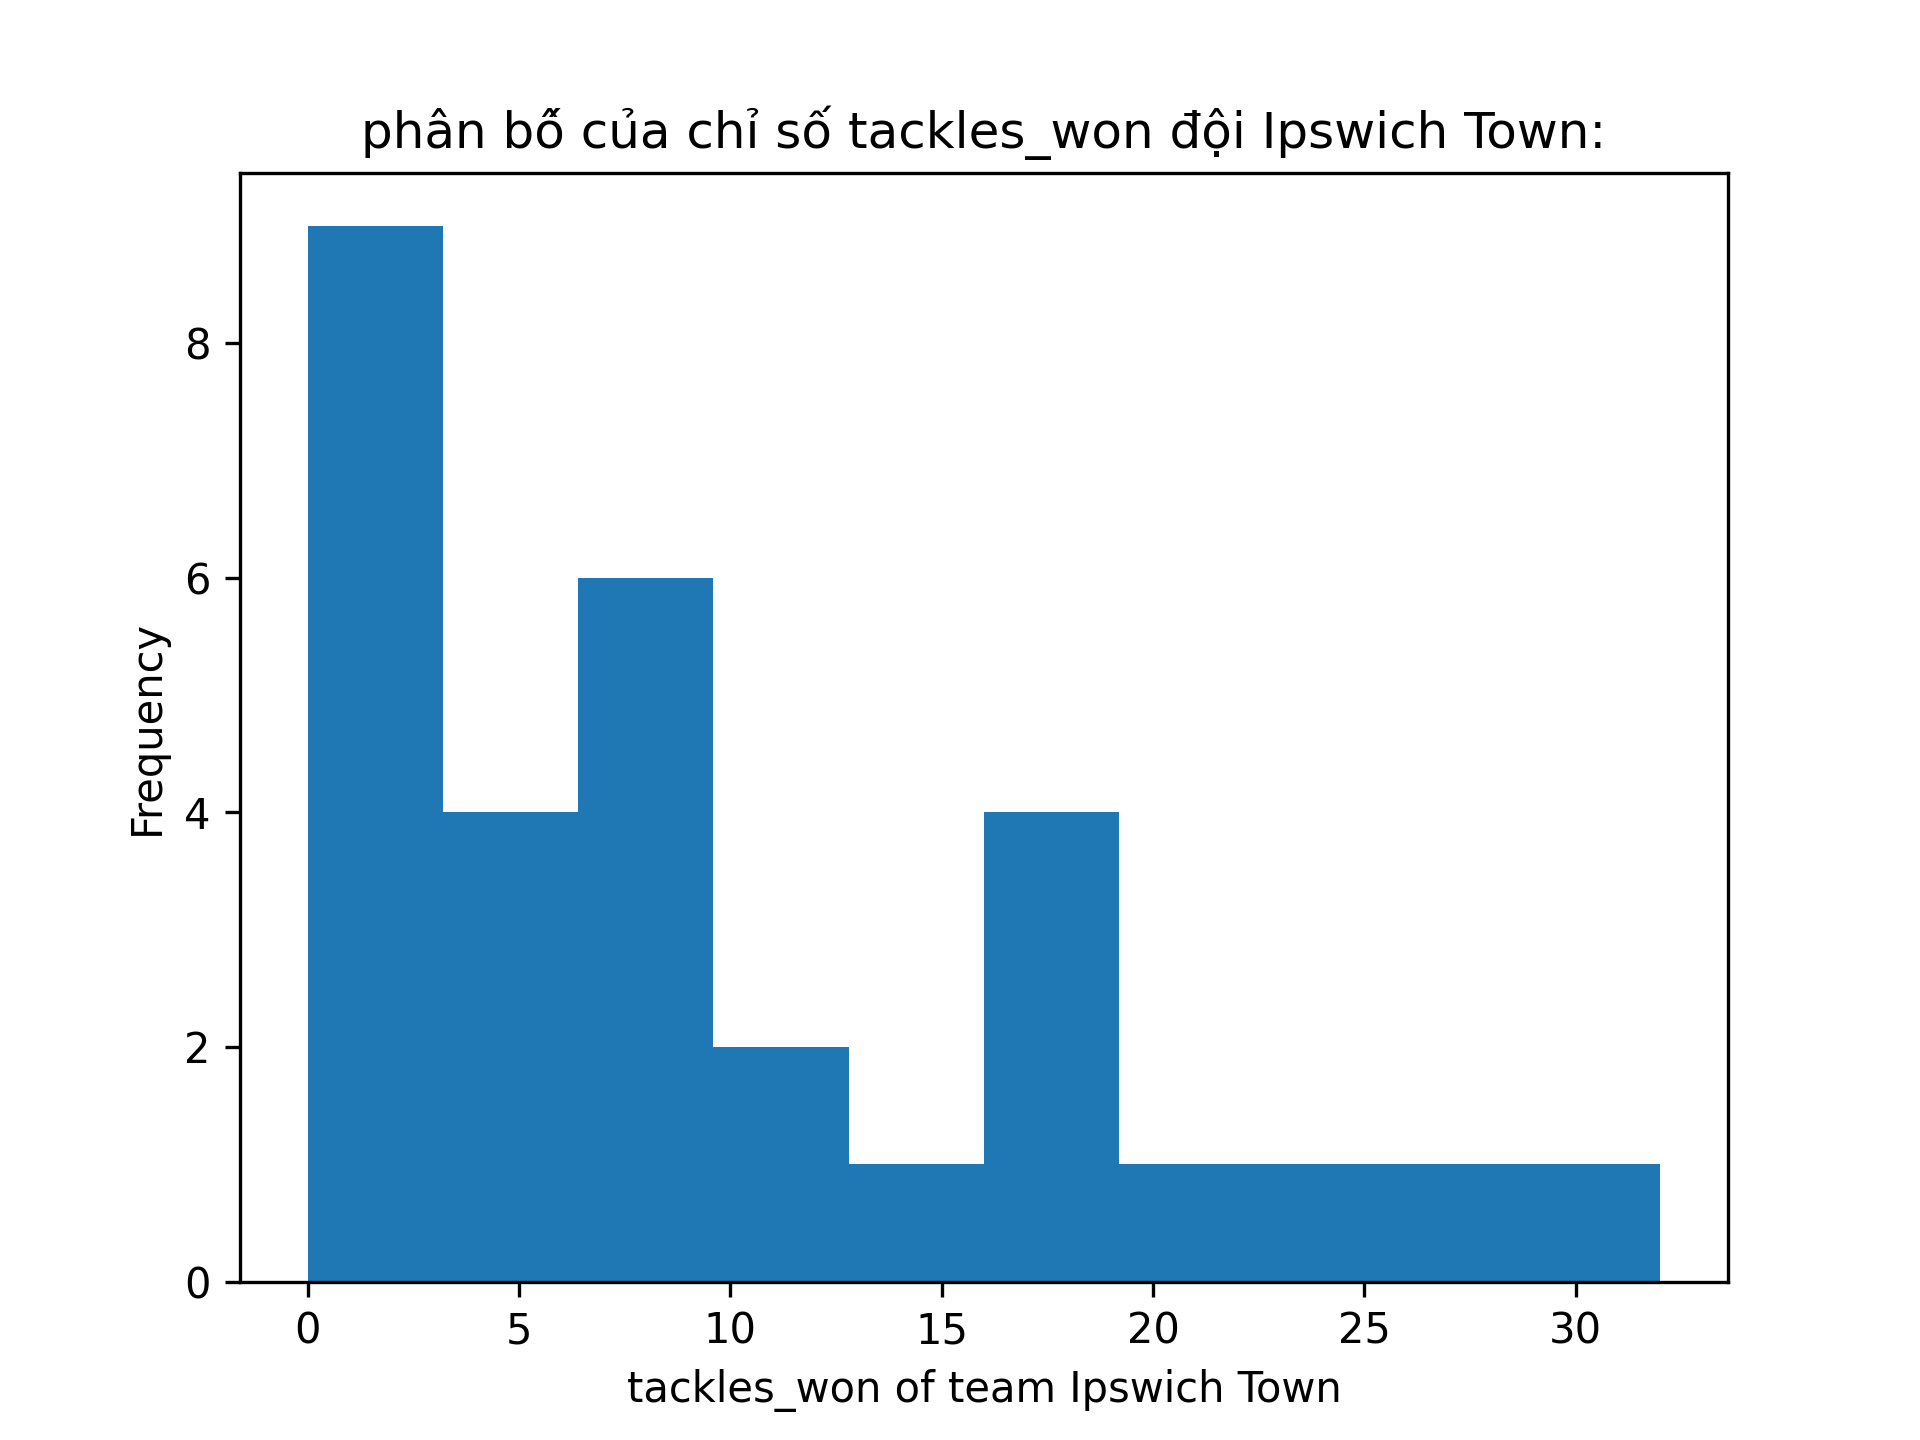 phân bố của chỉ số tackles_won đội Ipswich Town:
8
6
4
2
0
Frequency
0 5 10 15 20 25 30
tackles_won of team Ipswich Town